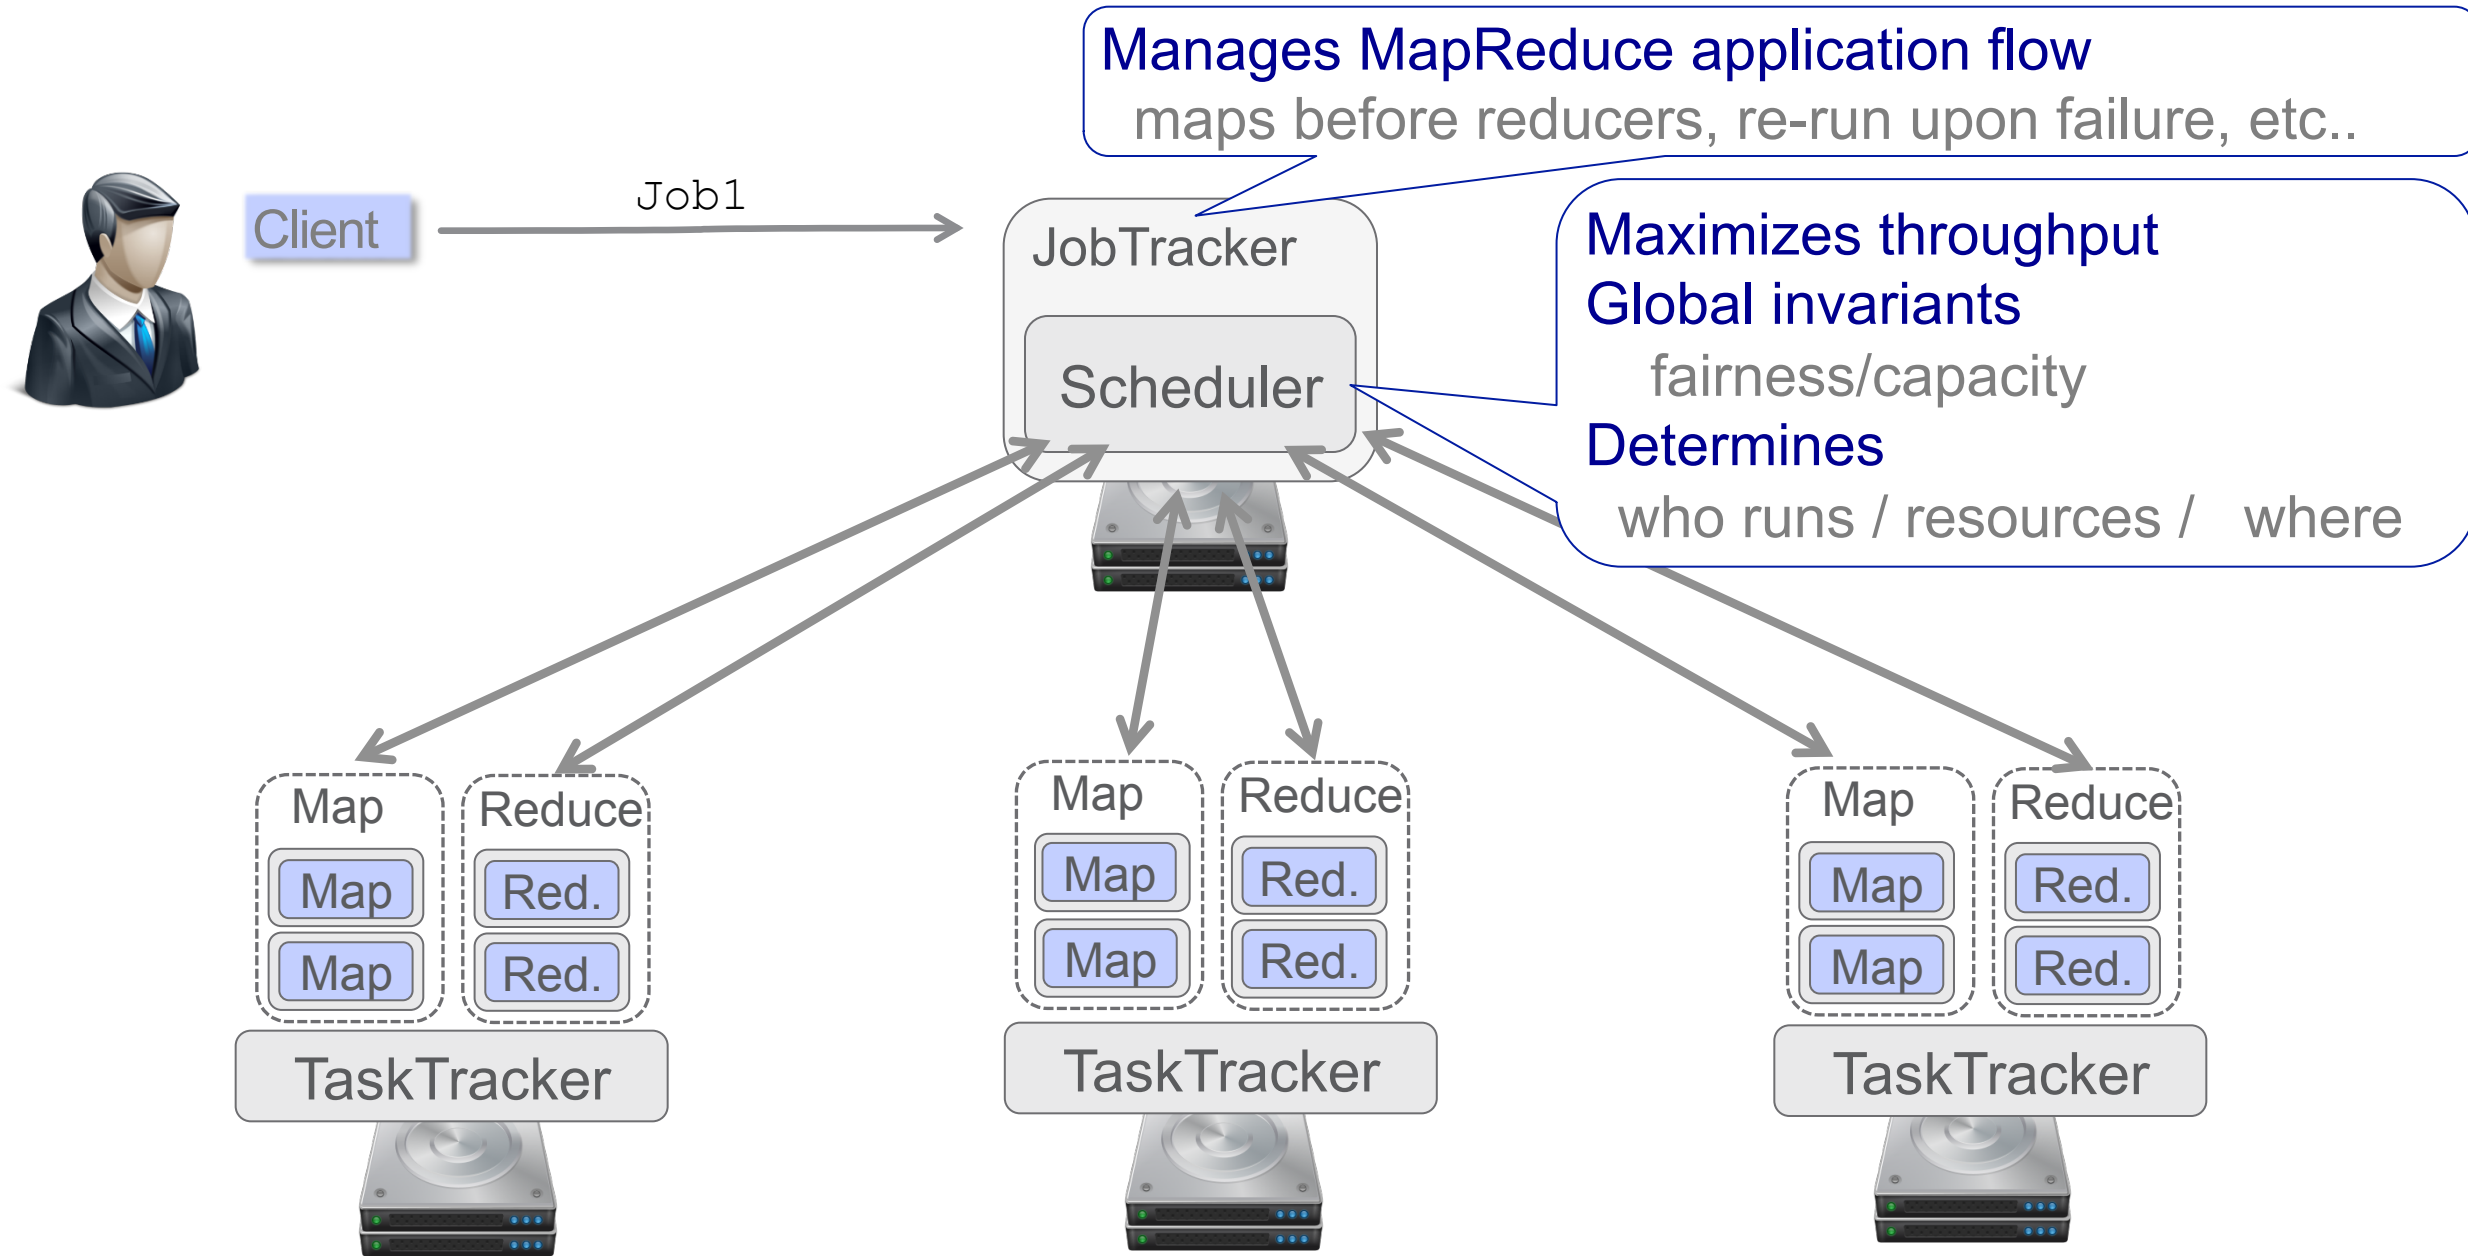 Manages MapReduce application flow
maps before reducers, re-run upon failure, etc..
Client
Job1
JobTracker
Scheduler
Maximizes throughput
Global invariants
fairness/capacity
Determines
who runs / resources / where
Map
Reduce
Map
Red.
Map
Red.
TaskTracker
Map
Reduce
Map
Red.
Map
Red.
TaskTracker
Map
Reduce
Map
Red.
Map
Red.
TaskTracker